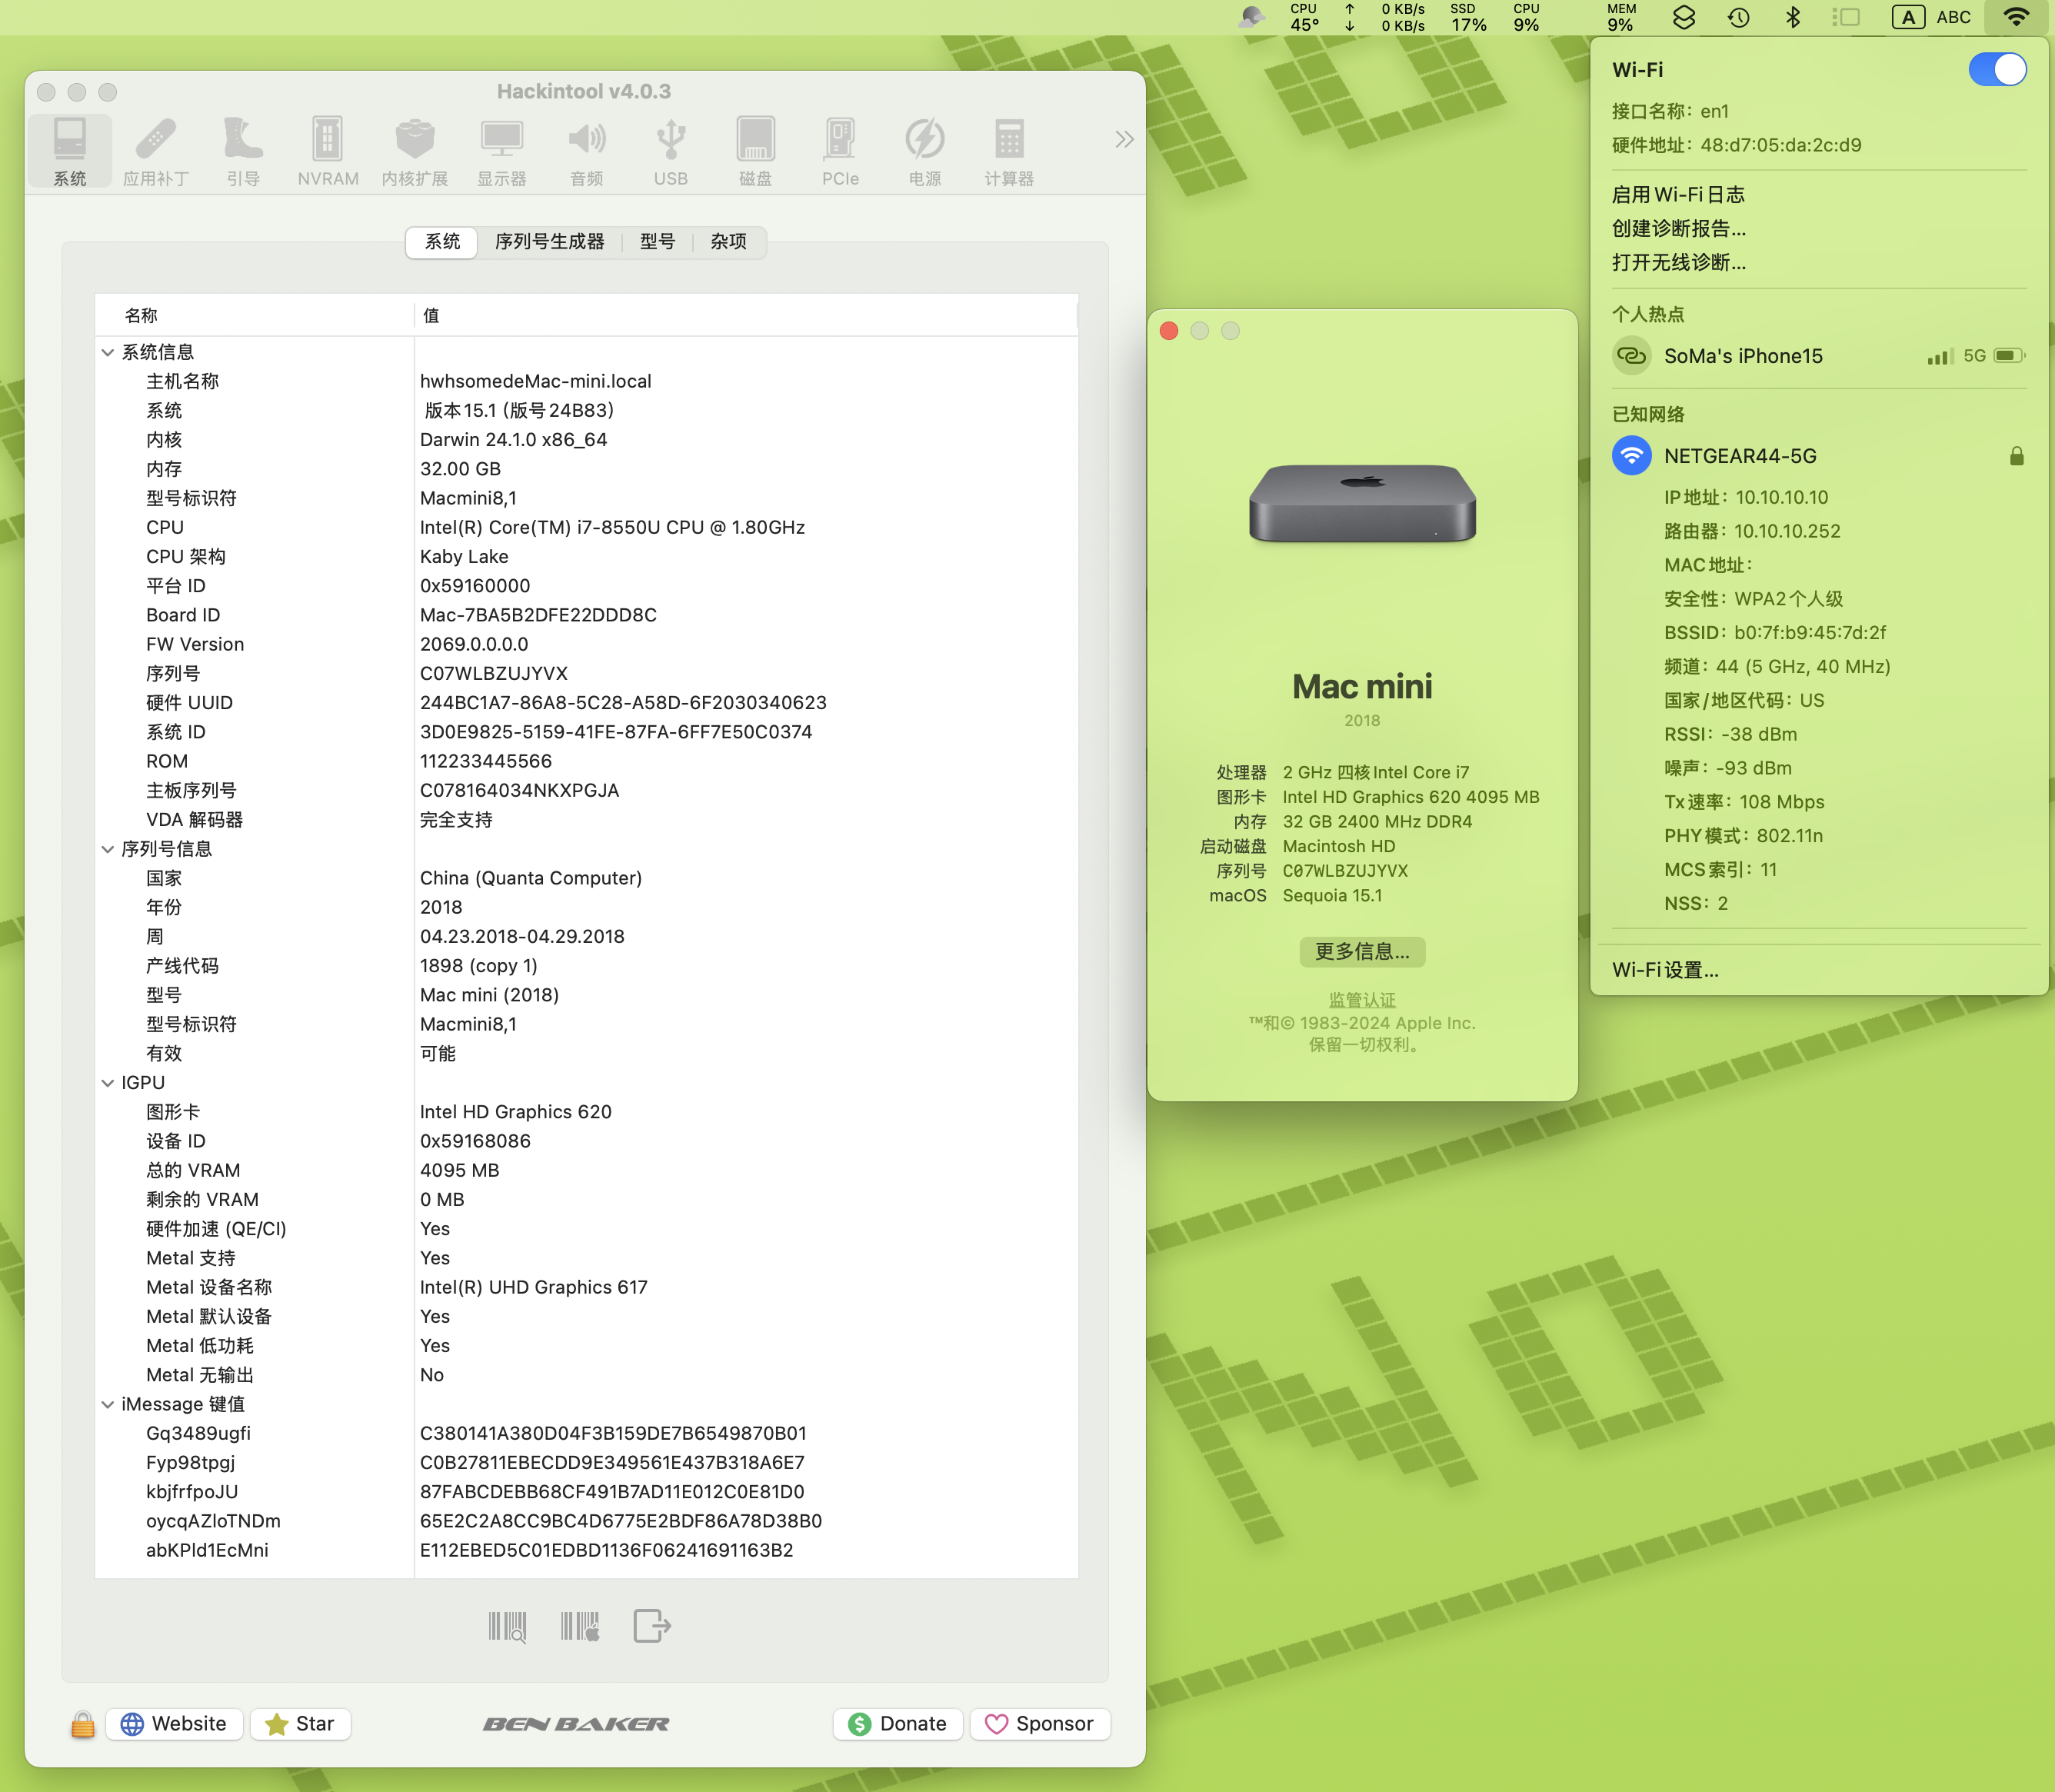 CPU
45°
↑ 0 KB/s
↓ 0 KB/s
SSD
17%
CPU
9%
MEM
9%
A ABC
Hackintool v4.0.3
系统 应用补丁 引导 NVRAM 内核扩展 显示器 音频 USB 磁盘 PCIe 电源 计算器
系统 序列号生成器 型号 杂项
名称 值
系统信息
主机名称 hwhsomedeMac-mini.local
系统 版本15.1 (版号24B83)
内核 Darwin 24.1.0 x86_64
内存 32.00 GB
型号标识符 Macmini8,1
CPU Intel(R) Core(TM) i7-8550U CPU @ 1.80GHz
CPU 架构 Kaby Lake
平台 ID 0x59160000
Board ID Mac-7BA5B2DFE22DDD8C
FW Version 2069.0.0.0.0
序列号 C07WLBZUJYVX
硬件 UUID 244BC1A7-86A8-5C28-A58D-6F2030340623
系统 ID 3D0E9825-5159-41FE-87FA-6FF7E50C0374
ROM 112233445566
主板序列号 C078164034NKXPGJA
VDA 解码器 完全支持
序列号信息
国家 China (Quanta Computer)
年份 2018
周 04.23.2018-04.29.2018
产线代码 1898 (copy 1)
型号 Mac mini (2018)
型号标识符 Macmini8,1
有效 可能
IGPU
图形卡 Intel HD Graphics 620
设备 ID 0x59168086
总的 VRAM 4095 MB
剩余的 VRAM 0 MB
硬件加速 (QE/CI) Yes
Metal 支持 Yes
Metal 设备名称 Intel(R) UHD Graphics 617
Metal 默认设备 Yes
Metal 低功耗 Yes
Metal 无输出 No
iMessage 键值
Gq3489ugfi C380141A380D04F3B159DE7B6549870B01
Fyp98tpgj C0B27811EBECDD9E349561E437B318A6E7
kbjfrfpoJU 87FABCDEBB68CF491B7AD11E012C0E81D0
oycqAZloTNDm 65E2C2A8CC9BC4D6775E2BDF86A78D38B0
abKPld1EcMni E112EBED5C01EDBD1136F06241691163B2
Website Star BEN BAKER Donate Sponsor
Mac mini
2018
处理器 2 GHz 四核Intel Core i7
图形卡 Intel HD Graphics 620 4095 MB
内存 32 GB 2400 MHz DDR4
启动磁盘 Macintosh HD
序列号 C07WLBZUJYVX
macOS Sequoia 15.1
更多信息...
监管认证
™和© 1983-2024 Apple Inc.
保留一切权利。
Wi-Fi
接口名称：en1
硬件地址：48:d7:05:da:2c:d9
启用Wi-Fi日志
创建诊断报告...
打开无线诊断...
个人热点
SoMa's iPhone15 5G
已知网络
NETGEAR44-5G
IP地址：10.10.10.10
路由器：10.10.10.252
MAC地址：
安全性：WPA2个人级
BSSID：b0:7f:b9:45:7d:2f
频道：44 (5 GHz, 40 MHz)
国家/地区代码：US
RSSI：-38 dBm
噪声：-93 dBm
Tx速率：108 Mbps
PHY模式：802.11n
MCS索引：11
NSS：2
Wi-Fi设置...
No